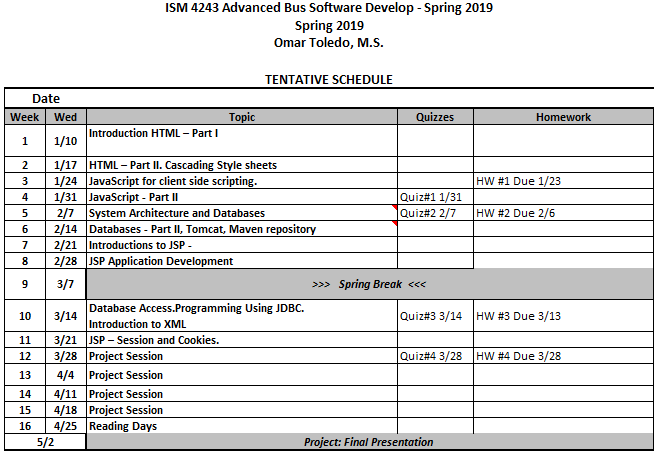 ISM 4243 Advanced Bus Software Develop - Spring 2019
Spring 2019
Omar Toledo, M.S.
TENTATIVE SCHEDULE
Date
Week Wed Topic Quizzes Homework
1 1/10 Introduction HTML – Part I
2 1/17 HTML – Part II. Cascading Style sheets
3 1/24 JavaScript for client side scripting. HW #1 Due 1/23
4 1/31 JavaScript - Part II Quiz#1 1/31
5 2/7 System Architecture and Databases Quiz#2 2/7 HW #2 Due 2/6
6 2/14 Databases - Part II, Tomcat, Maven repository
7 2/21 Introductions to JSP -
8 2/28 JSP Application Development
9 3/7 >>> Spring Break <<<
10 3/14 Database Access.Programming Using JDBC. Quiz#3 3/14 HW #3 Due 3/13
Introduction to XML
11 3/21 JSP – Session and Cookies.
12 3/28 Project Session Quiz#4 3/28 HW #4 Due 3/28
13 4/4 Project Session
14 4/11 Project Session
15 4/18 Project Session
16 4/25 Reading Days
5/2 Project: Final Presentation